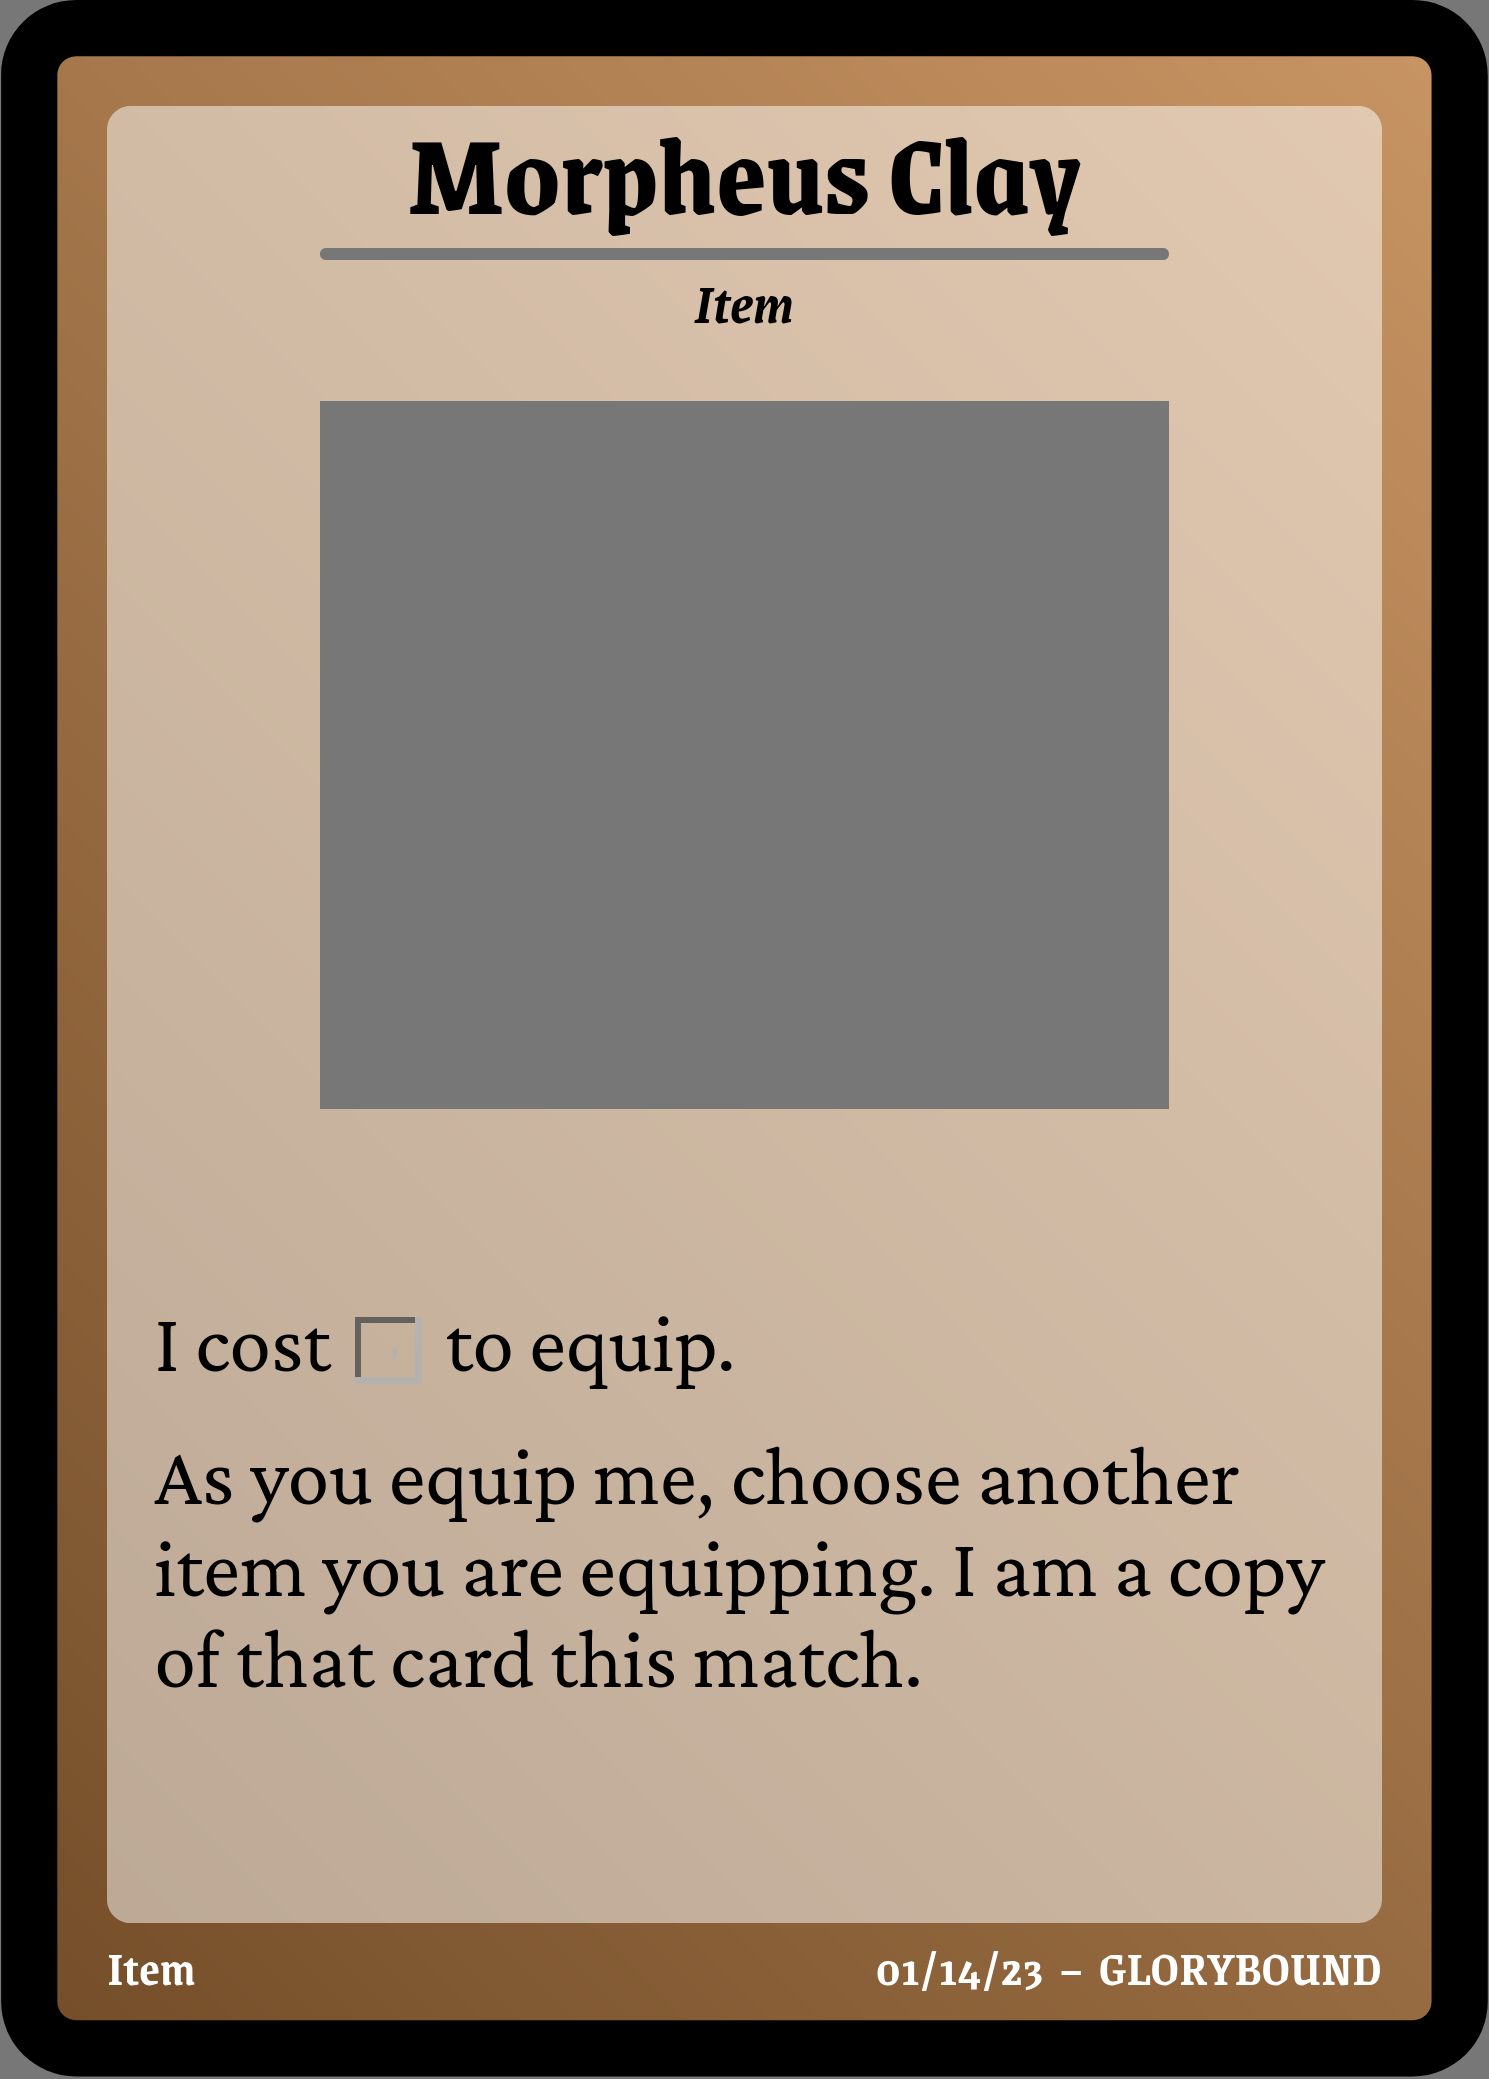 Morpheus Clay
Item
I cost to equip.
As you equip me, choose another
item you are equipping. I am a copy
of that card this match.
Item
01/14/23 – GLORYBOUND